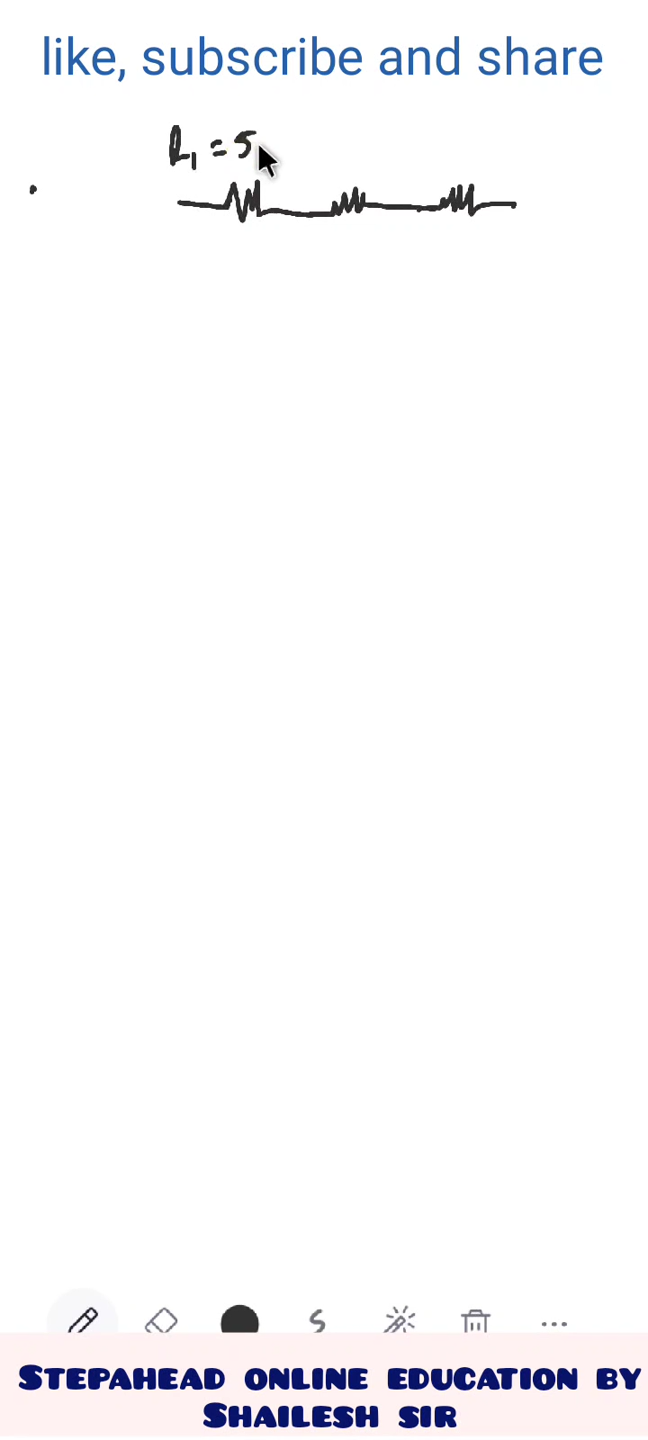 like, subscribe and share
R₁ = 5
STEPAHEAD ONLINE EDUCATION BY
SHAILESH SIR